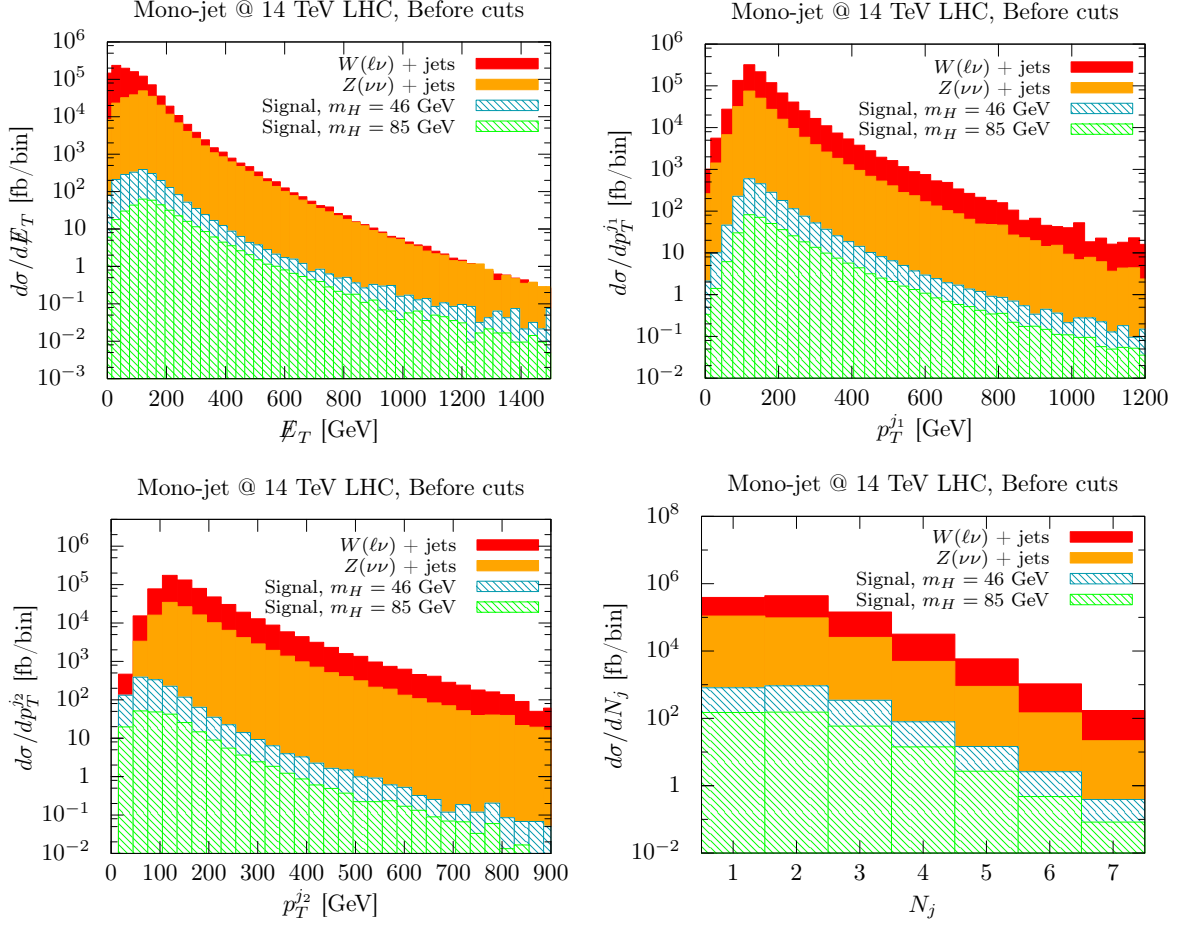 Mono-jet @ 14 TeV LHC, Before cuts
dσ/dE̸_T [fb/bin]
10^6
10^5
10^4
10^3
10^2
10
1
10^−1
10^−2
10^−3
W(ℓν) + jets
Z(νν) + jets
Signal, m_H = 46 GeV
Signal, m_H = 85 GeV
0 200 400 600 800 1000 1200 1400
E̸_T [GeV]
Mono-jet @ 14 TeV LHC, Before cuts
dσ/dp_T^{j_1} [fb/bin]
10^6
10^5
10^4
10^3
10^2
10
1
10^−1
10^−2
W(ℓν) + jets
Z(νν) + jets
Signal, m_H = 46 GeV
Signal, m_H = 85 GeV
0 200 400 600 800 1000 1200
p_T^{j_1} [GeV]
Mono-jet @ 14 TeV LHC, Before cuts
dσ/dp_T^{j_2} [fb/bin]
10^6
10^5
10^4
10^3
10^2
10
1
10^−1
10^−2
W(ℓν) + jets
Z(νν) + jets
Signal, m_H = 46 GeV
Signal, m_H = 85 GeV
0 100 200 300 400 500 600 700 800 900
p_T^{j_2} [GeV]
Mono-jet @ 14 TeV LHC, Before cuts
dσ/dN_j [fb/bin]
10^8
10^6
10^4
10^2
1
10^−2
W(ℓν) + jets
Z(νν) + jets
Signal, m_H = 46 GeV
Signal, m_H = 85 GeV
1 2 3 4 5 6 7
N_j